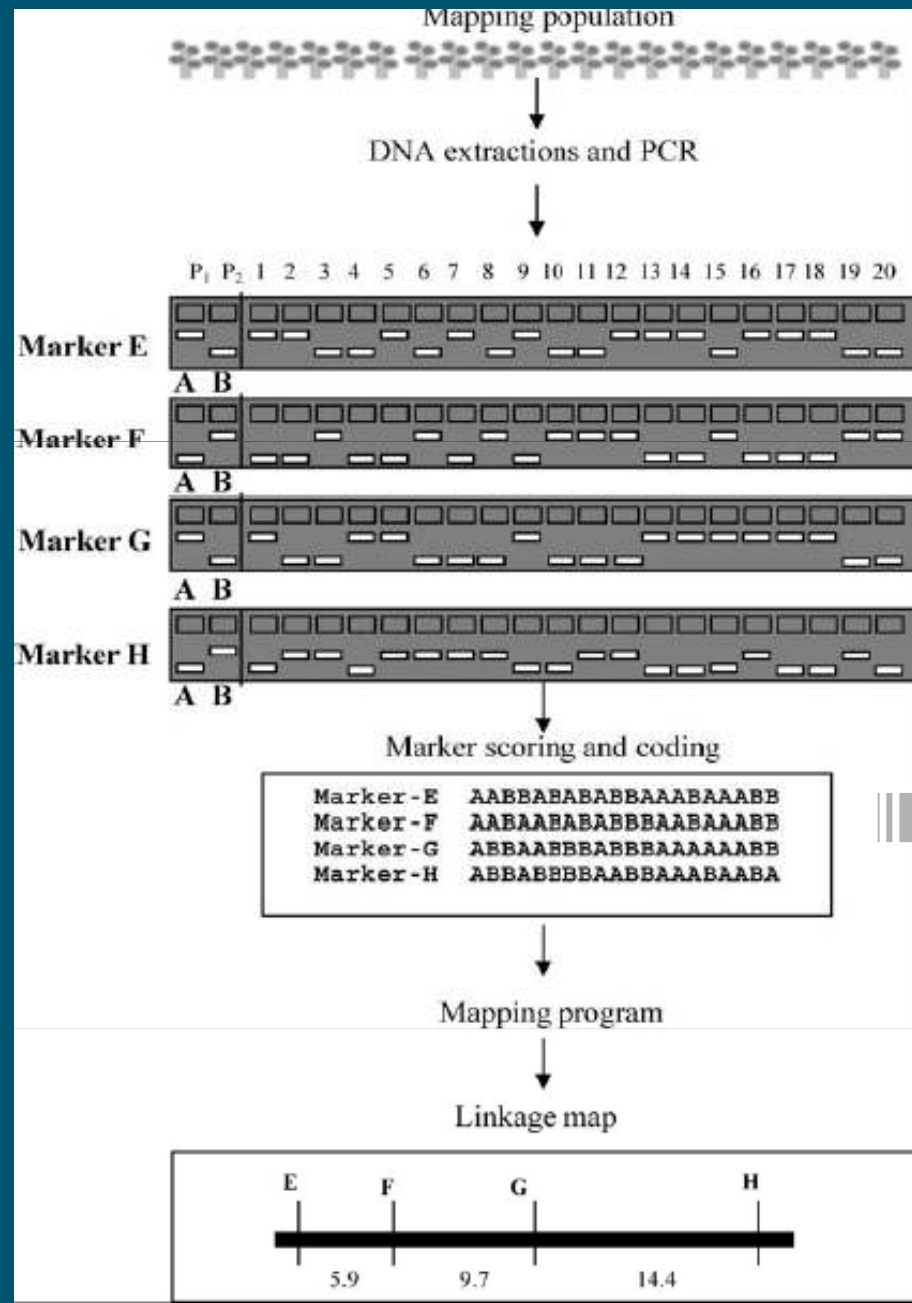 Mapping population
DNA extractions and PCR
P1 P2 1 2 3 4 5 6 7 8 9 10 11 12 13 14 15 16 17 18 19 20
Marker E
A B
Marker F
A B
Marker G
A B
Marker H
A B
Marker scoring and coding
Marker-E AABBABABABBAAABAAABB
Marker-F AABAABABABBBAABAAABB
Marker-G ABBAABBBABBBAAAAAABB
Marker-H ABBABBBBAABBAAABAABA
Mapping program
Linkage map
E F G H
5.9 9.7 14.4